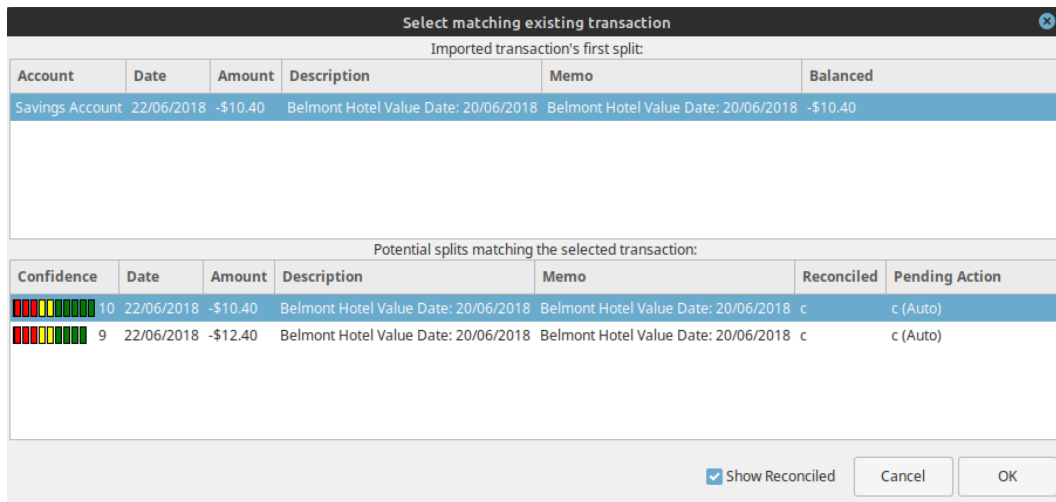 Select matching existing transaction
Imported transaction's first split:
Account Date Amount Description Memo Balanced
Savings Account 22/06/2018 -$10.40 Belmont Hotel Value Date: 20/06/2018 Belmont Hotel Value Date: 20/06/2018 -$10.40
Potential splits matching the selected transaction:
Confidence Date Amount Description Memo Reconciled Pending Action
10 22/06/2018 -$10.40 Belmont Hotel Value Date: 20/06/2018 Belmont Hotel Value Date: 20/06/2018 c c (Auto)
9 22/06/2018 -$12.40 Belmont Hotel Value Date: 20/06/2018 Belmont Hotel Value Date: 20/06/2018 c c (Auto)
Show Reconciled Cancel OK